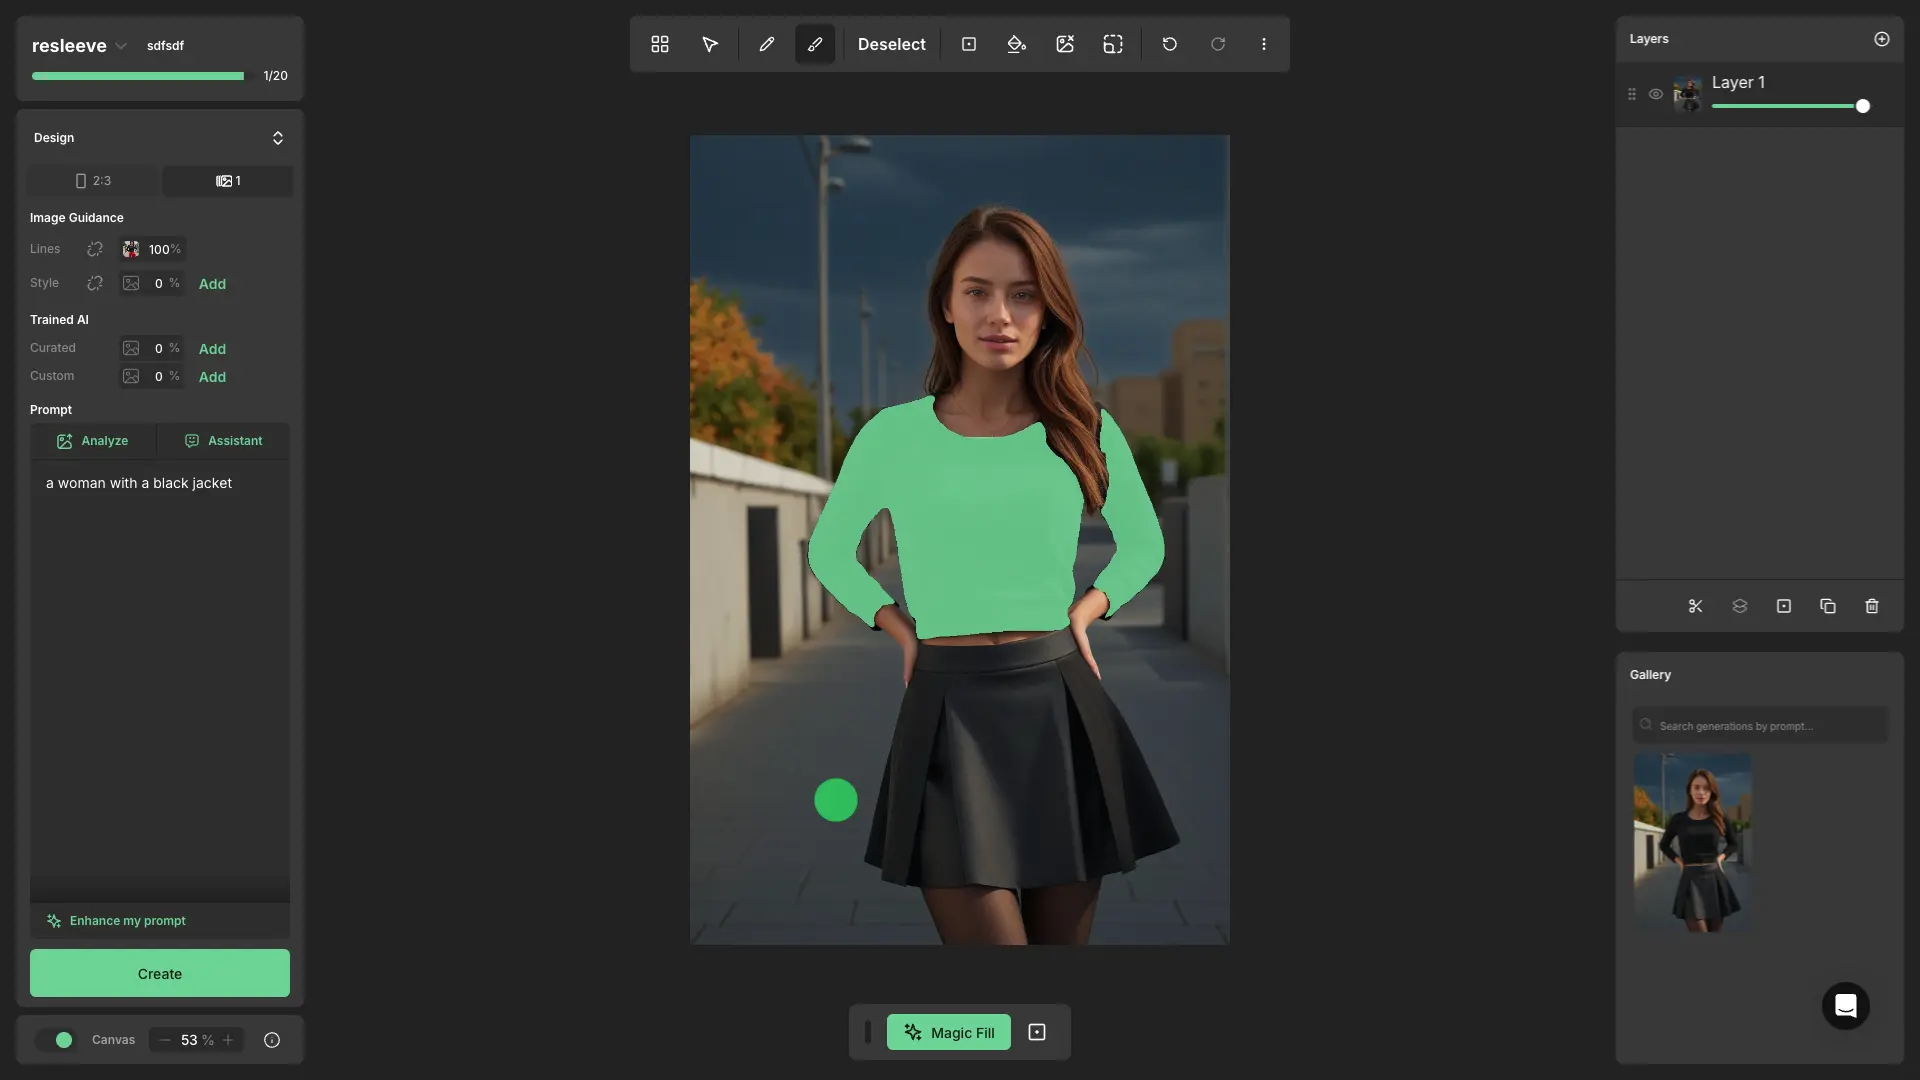 resleeve
sdfsdf
1/20
Design
2:3
1
Image Guidance
Lines
100%
Style
0 %
Add
Trained AI
Curated
0 %
Add
Custom
0 %
Add
Prompt
Analyze
Assistant
a woman with a black jacket
Enhance my prompt
Create
Canvas
53 %
Deselect
Magic Fill
Layers
Layer 1
Gallery
Search generations by prompt...